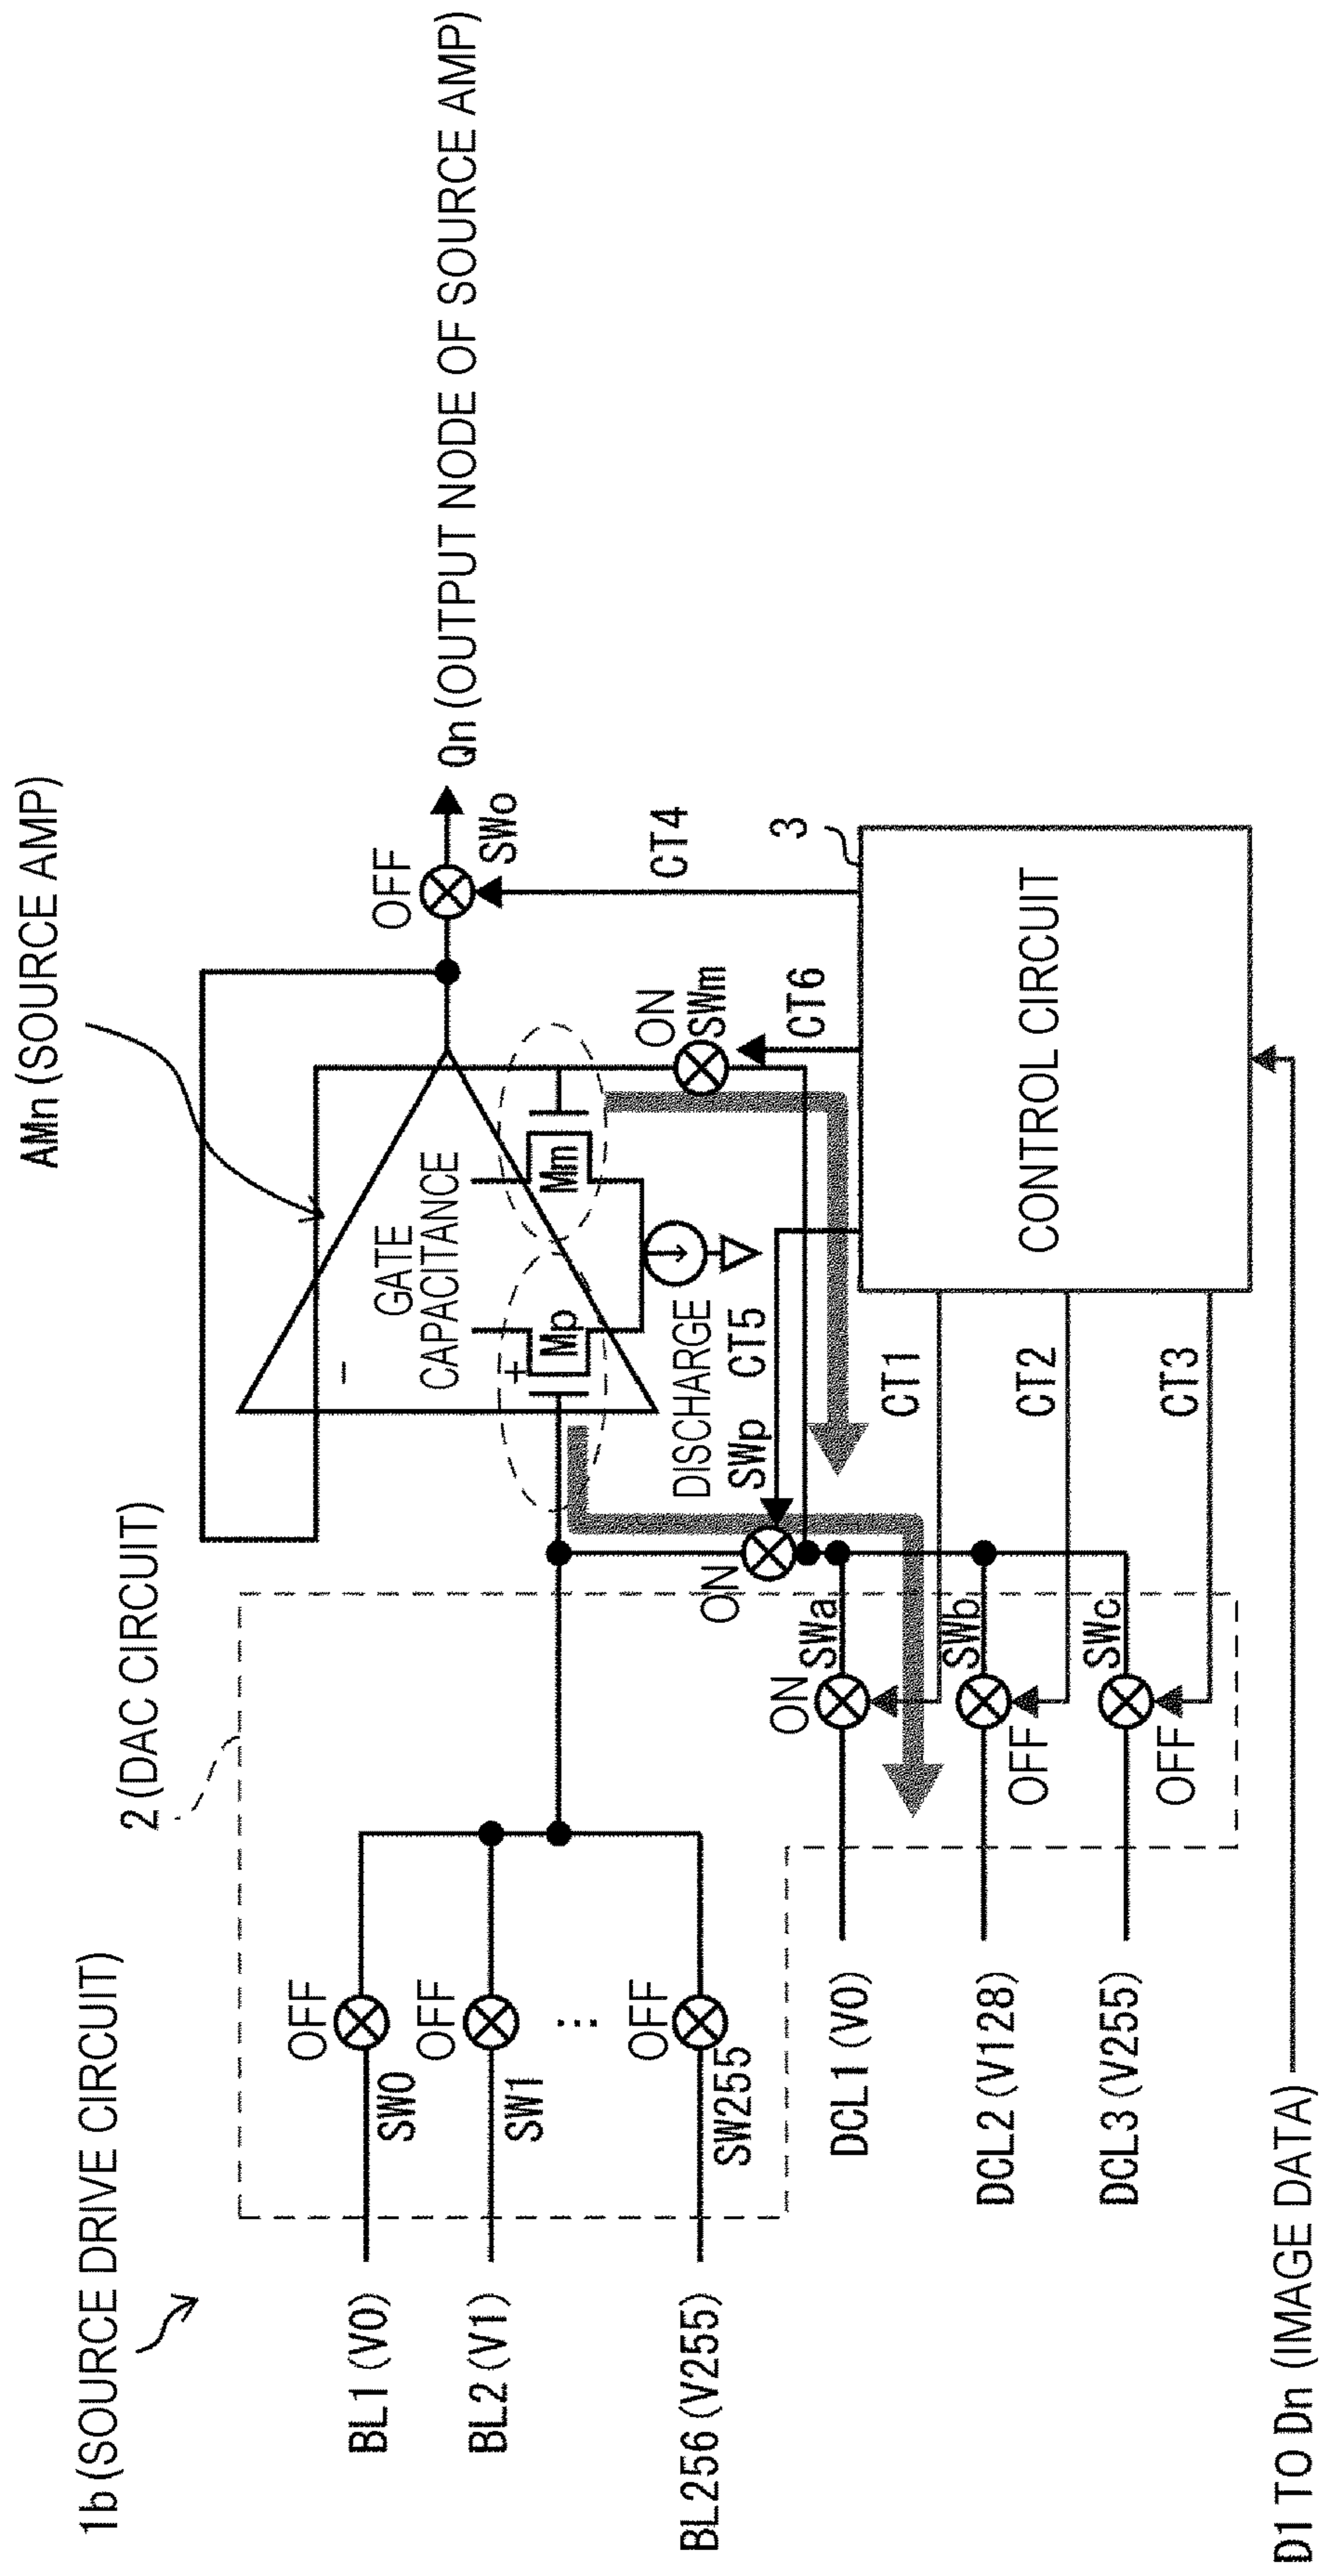 1b (SOURCE DRIVE CIRCUIT)
2 (DAC CIRCUIT)
AMn (SOURCE AMP)
BL1 (V0)
OFF
SW0
BL2 (V1)
OFF
SW1
BL256 (V255)
OFF
SW255
−
+
GATE
CAPACITANCE
Mp
Mm
OFF
SWo
Qn (OUTPUT NODE OF SOURCE AMP)
ON
SWm
DISCHARGE
ON
SWp
CT5
CT6
CT4
3
CONTROL CIRCUIT
DCL1 (V0)
ON
SWa
CT1
DCL2 (V128)
OFF
SWb
CT2
DCL3 (V255)
OFF
SWc
CT3
D1 TO Dn (IMAGE DATA)